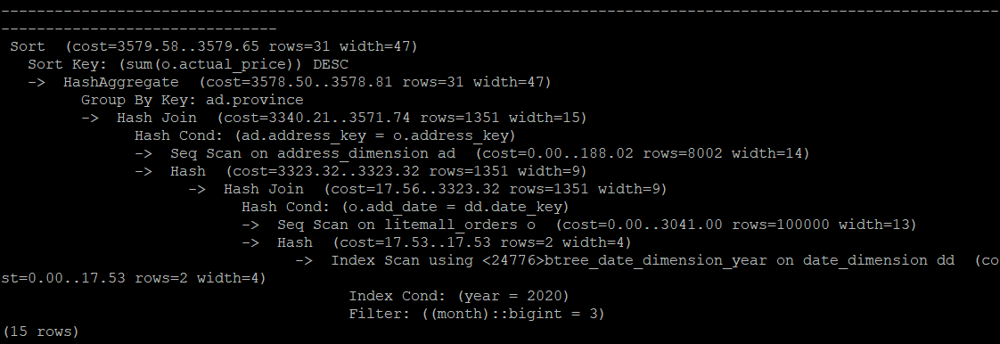 --------------------------------------------------------------------------------------------------------------
-------------------------------
 Sort  (cost=3579.58..3579.65 rows=31 width=47)
   Sort Key: (sum(o.actual_price)) DESC
   ->  HashAggregate  (cost=3578.50..3578.81 rows=31 width=47)
         Group By Key: ad.province
         ->  Hash Join  (cost=3340.21..3571.74 rows=1351 width=15)
               Hash Cond: (ad.address_key = o.address_key)
               ->  Seq Scan on address_dimension ad  (cost=0.00..188.02 rows=8002 width=14)
               ->  Hash  (cost=3323.32..3323.32 rows=1351 width=9)
                     ->  Hash Join  (cost=17.56..3323.32 rows=1351 width=9)
                           Hash Cond: (o.add_date = dd.date_key)
                           ->  Seq Scan on litemall_orders o  (cost=0.00..3041.00 rows=100000 width=13)
                           ->  Hash  (cost=17.53..17.53 rows=2 width=4)
                                 ->  Index Scan using <24776>btree_date_dimension_year on date_dimension dd  (co
st=0.00..17.53 rows=2 width=4)
                                       Index Cond: (year = 2020)
                                       Filter: ((month)::bigint = 3)
(15 rows)